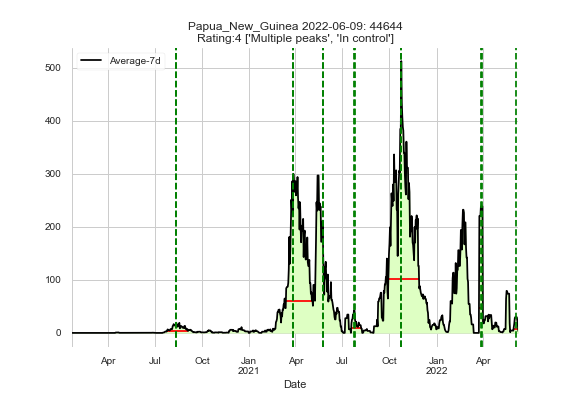 Papua_New_Guinea 2022-06-09: 44644
Rating:4 ['Multiple peaks', 'In control']
Average-7d
500
400
300
200
100
0
Apr Jul Oct Jan Apr Jul Oct Jan Apr
2021 2022
Date